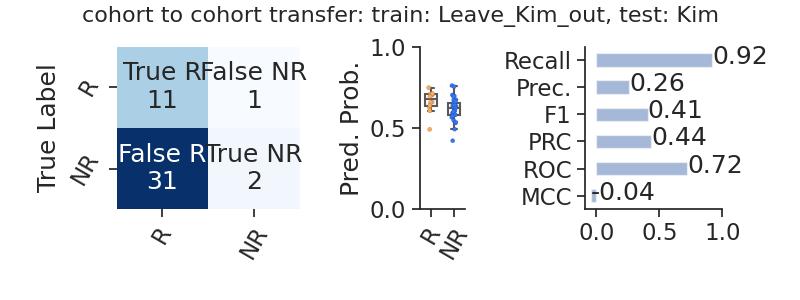 cohort to cohort transfer: train: Leave_Kim_out, test: Kim
True Label
R
NR
True R
11
False NR
1
False R
31
True NR
2
R
NR
Pred. Prob.
1.0
0.5
0.0
R
NR
Recall
0.92
Prec.
0.26
F1
0.41
PRC
0.44
ROC
0.72
MCC
-0.04
0.0
0.5
1.0